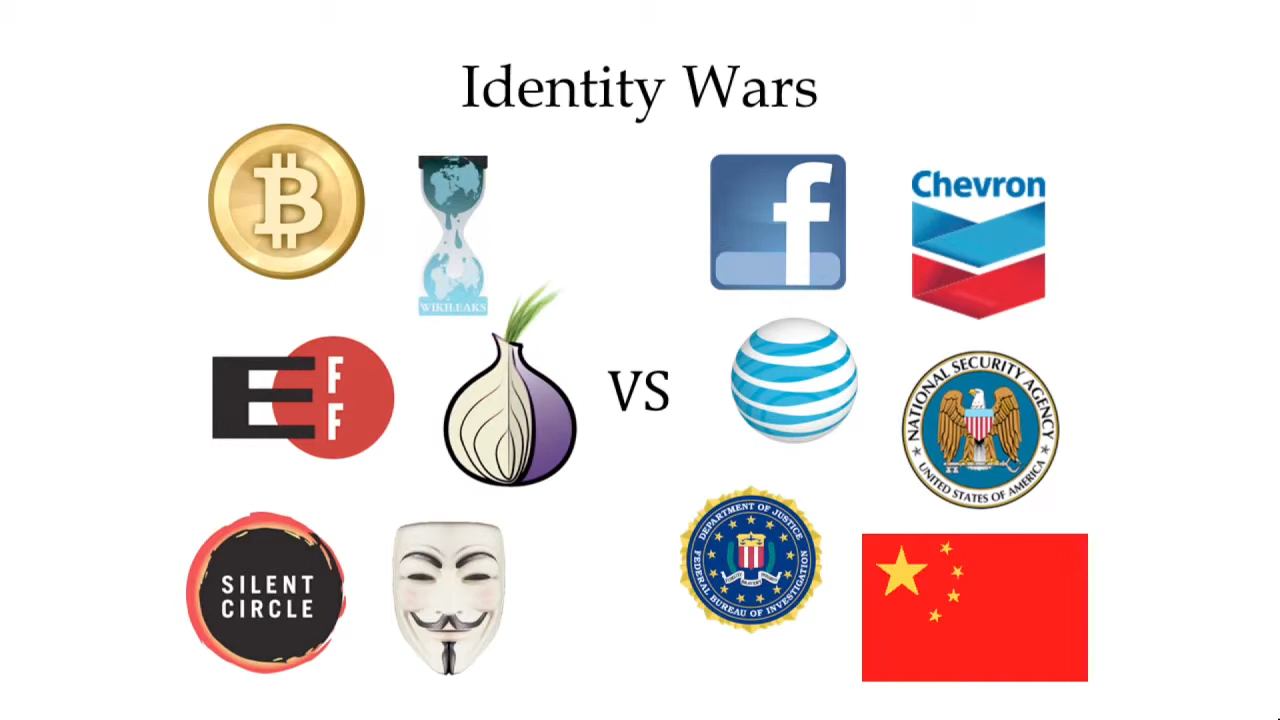 Identity Wars
B
WIKILEAKS
f
Chevron
E
F
F
VS
NATIONAL SECURITY AGENCY
UNITED STATES OF AMERICA
SILENT
CIRCLE
DEPARTMENT OF JUSTICE
FEDERAL BUREAU OF INVESTIGATION